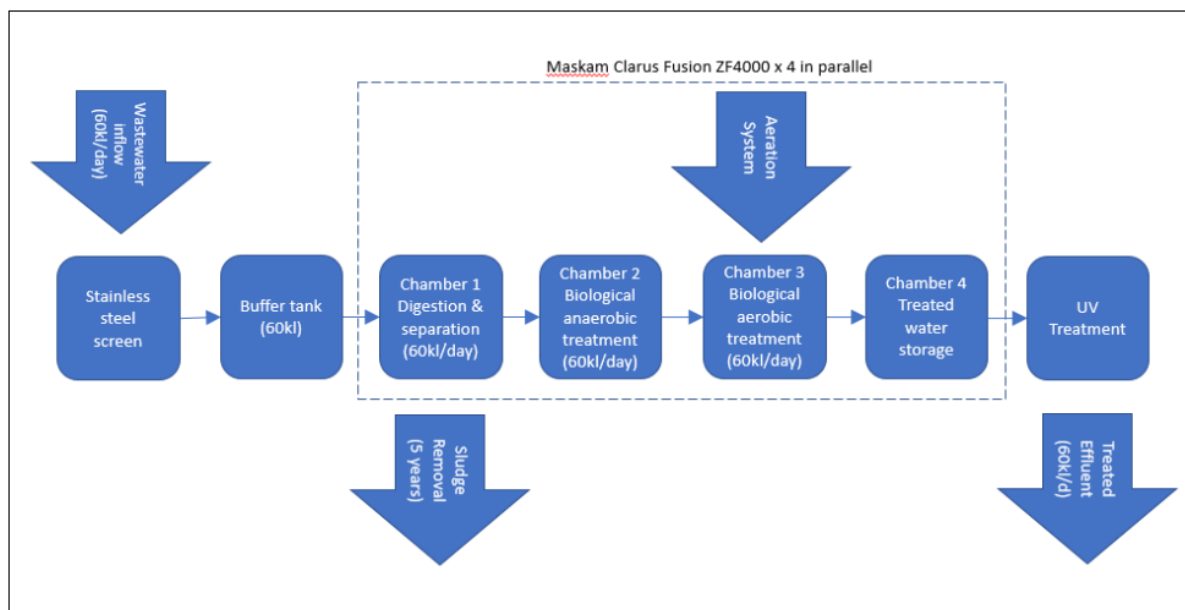 Maskam Clarus Fusion ZF4000 x 4 in parallel
Wastewater
inflow
(60kl/day)
Aeration
System
Stainless
steel
screen
Buffer tank
(60kl)
Chamber 1
Digestion &
separation
(60kl/day)
Chamber 2
Biological
anaerobic
treatment
(60kl/day)
Chamber 3
Biological
aerobic
treatment
(60kl/day)
Chamber 4
Treated
water
storage
UV
Treatment
Sludge
Removal
(5 years)
Treated
Effluent
(60kl/d)